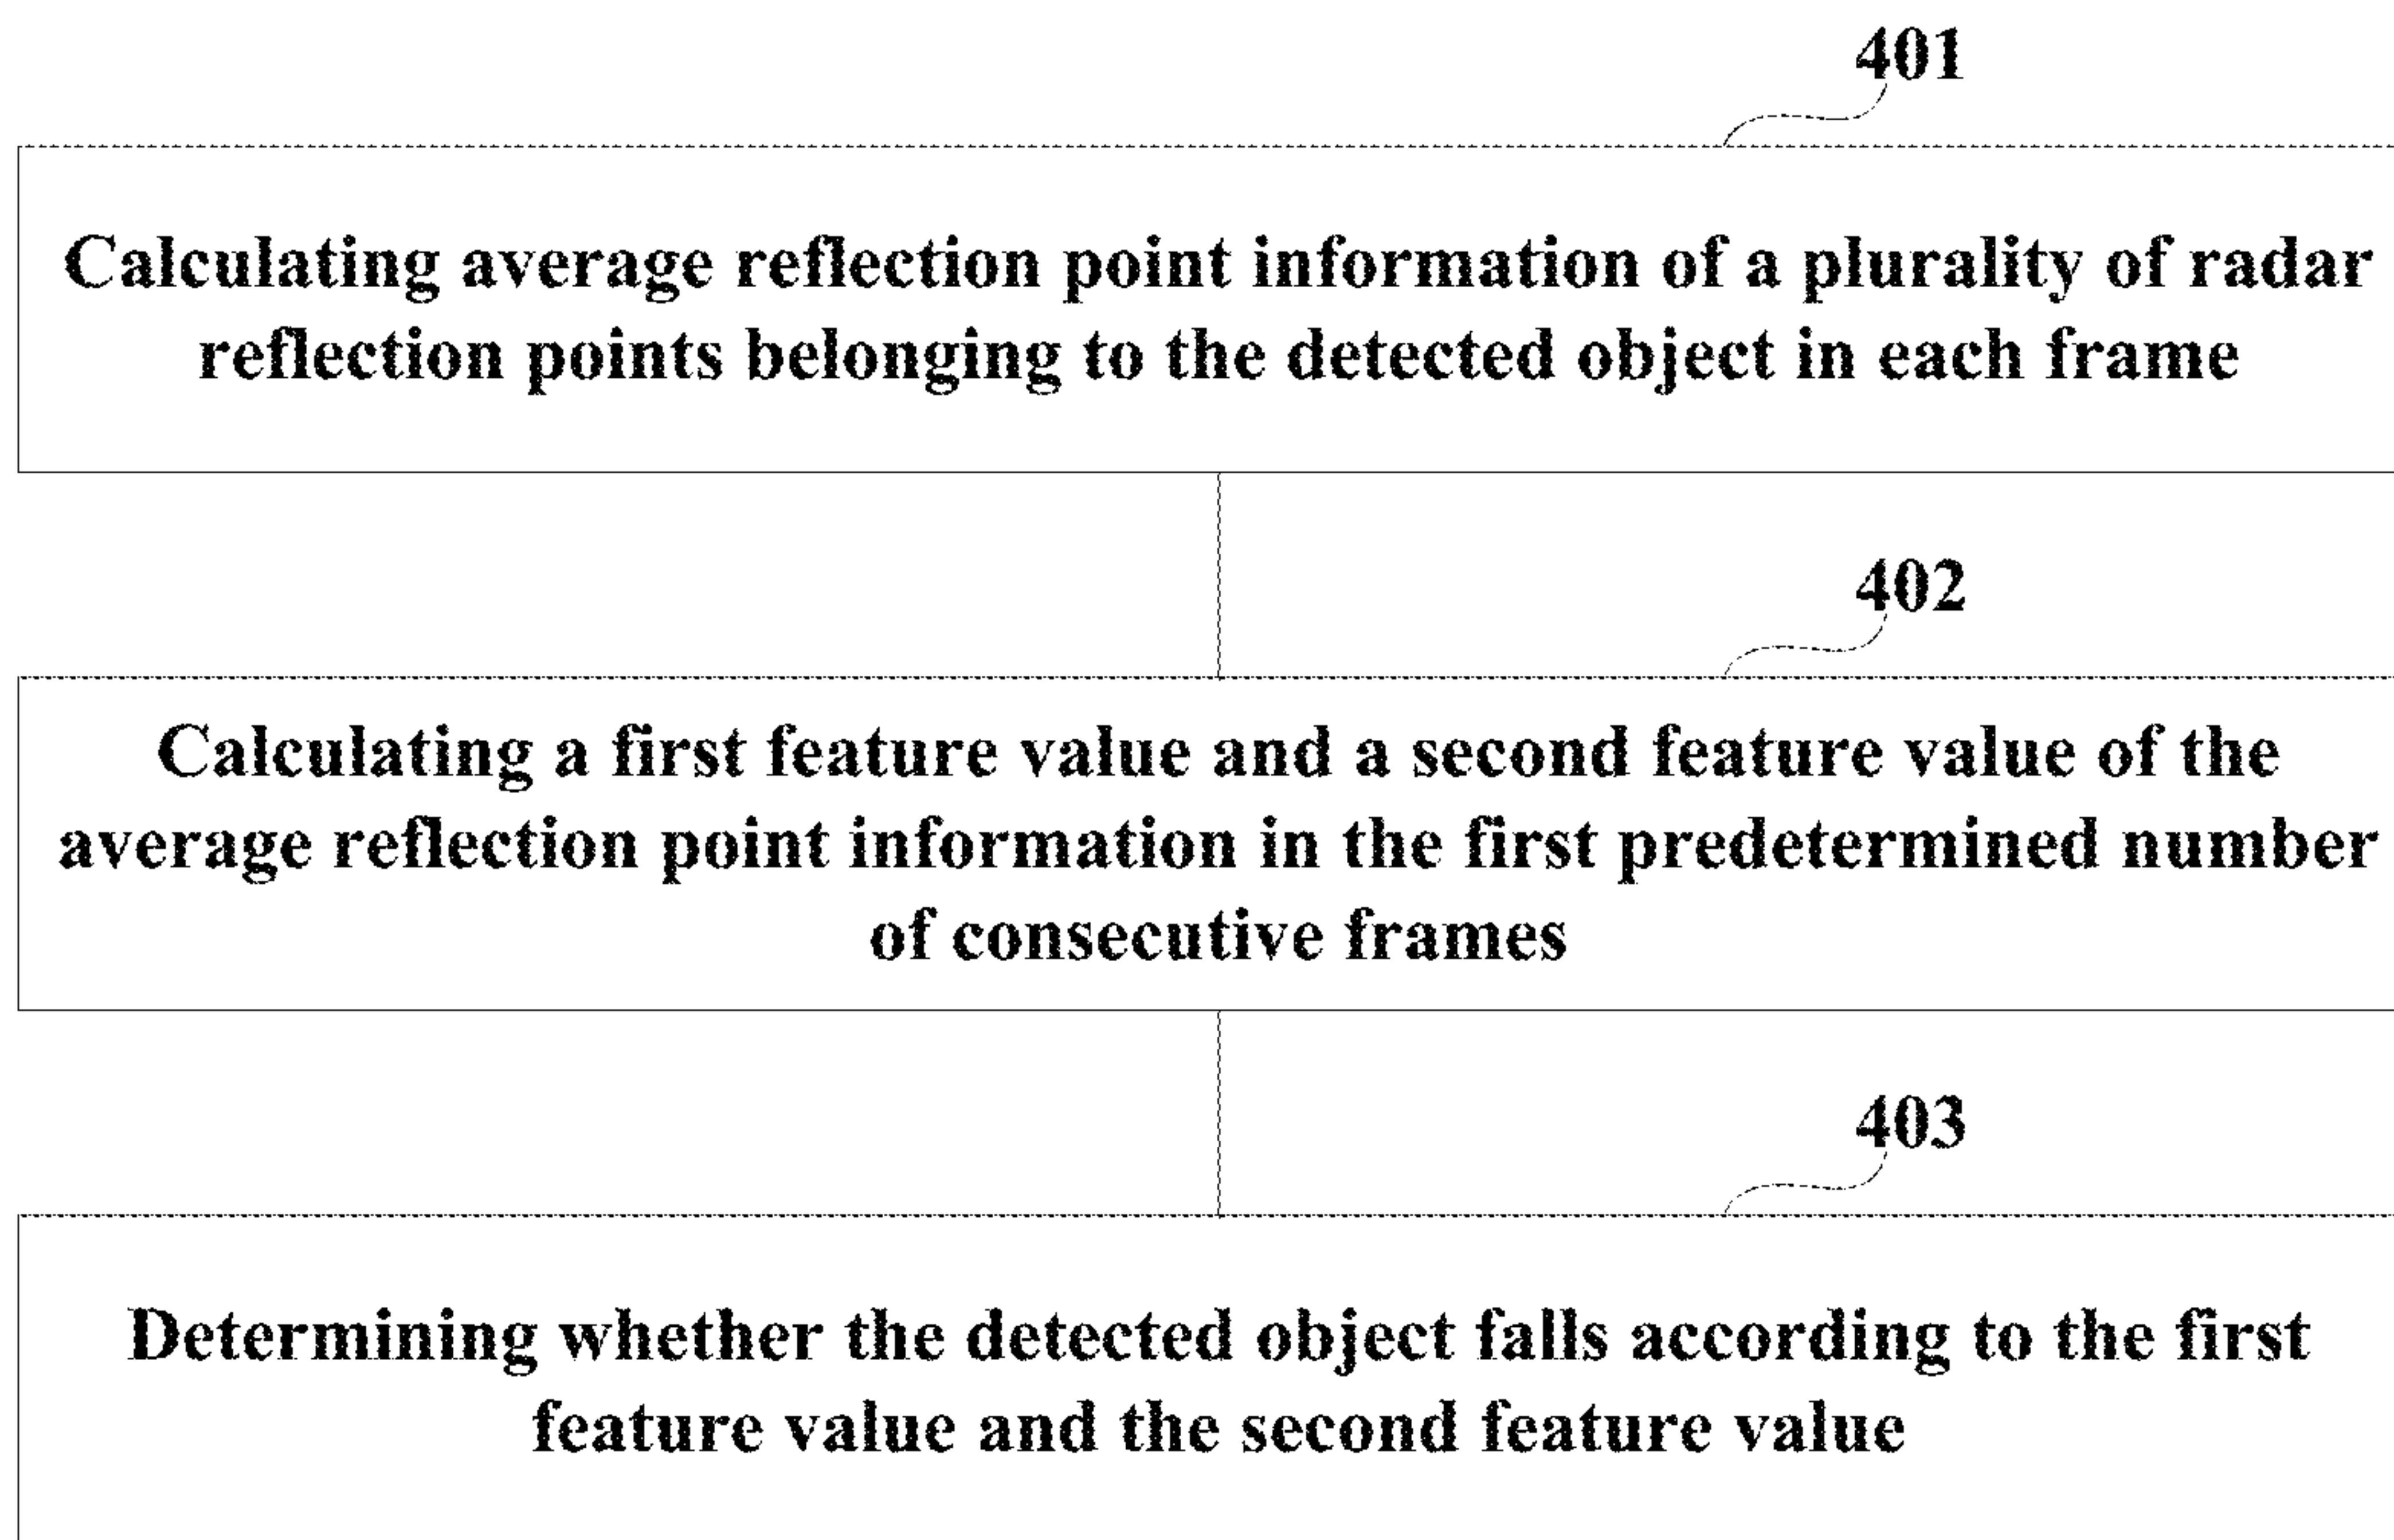 401
Calculating average reflection point information of a plurality of radar
reflection points belonging to the detected object in each frame
402
Calculating a first feature value and a second feature value of the
average reflection point information in the first predetermined number
of consecutive frames
403
Determining whether the detected object falls according to the first
feature value and the second feature value